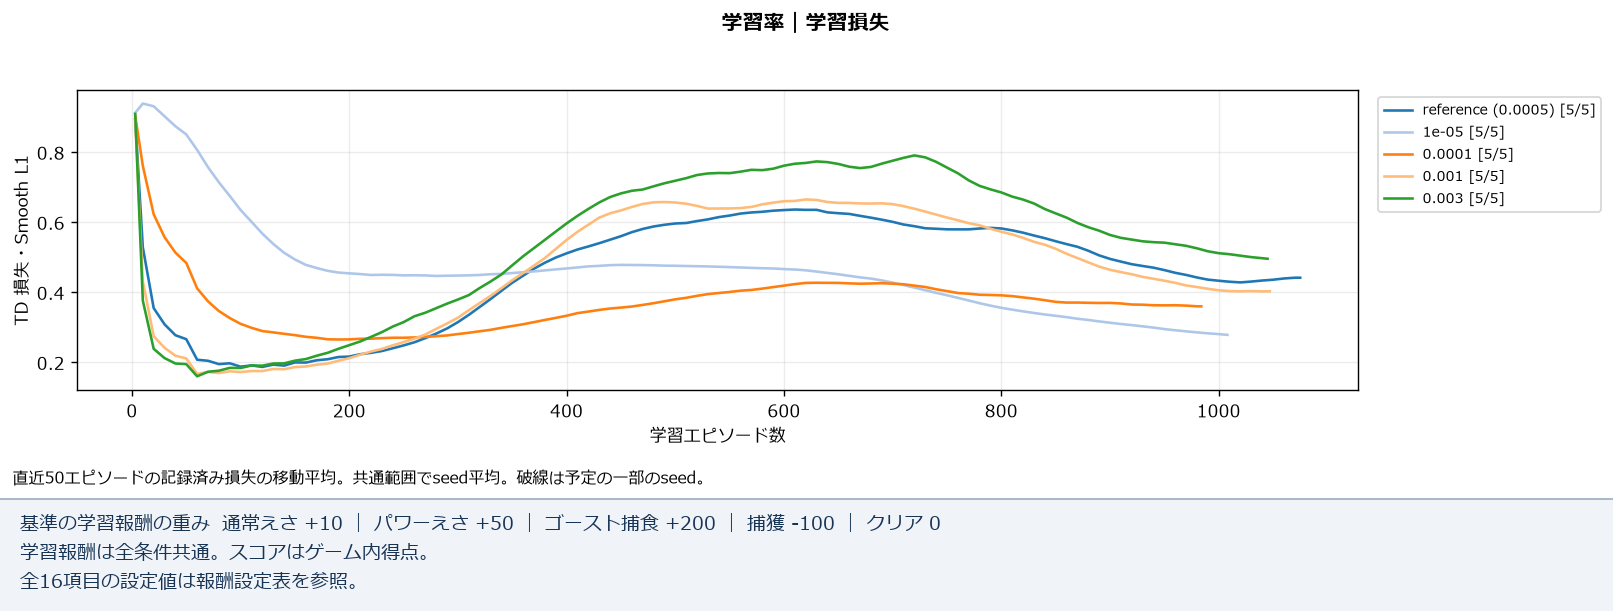 学習率｜学習損失
TD 損失・Smooth L1
0.8
0.6
0.4
0.2
0 200 400 600 800 1000
学習エピソード数
reference (0.0005) [5/5]
1e-05 [5/5]
0.0001 [5/5]
0.001 [5/5]
0.003 [5/5]
直近50エピソードの記録済み損失の移動平均。共通範囲でseed平均。破線は予定の一部のseed。
基準の学習報酬の重み 通常えさ +10 ｜ パワーえさ +50 ｜ ゴースト捕食 +200 ｜ 捕獲 -100 ｜ クリア 0
学習報酬は全条件共通。スコアはゲーム内得点。
全16項目の設定値は報酬設定表を参照。